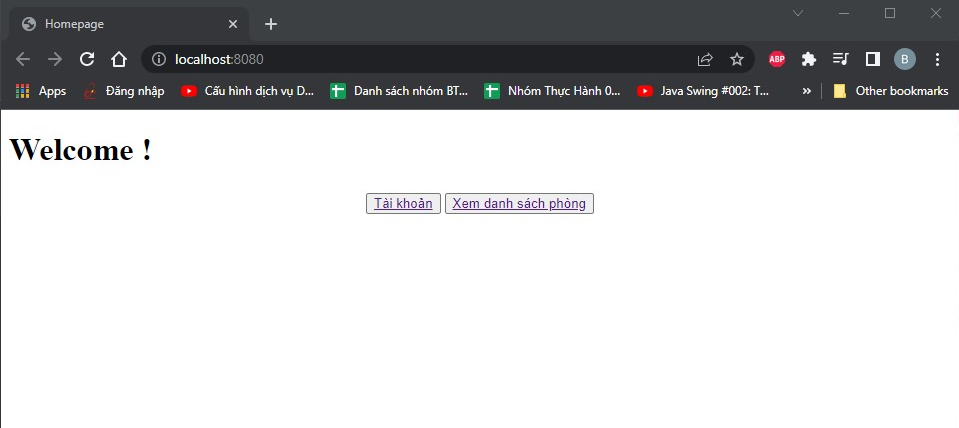 Homepage
localhost:8080
ABP
B
Apps Đăng nhập Cấu hình dịch vụ D... Danh sách nhóm BT... Nhóm Thực Hành 0... Java Swing #002: T... » Other bookmarks
Welcome !
Tài khoản Xem danh sách phòng